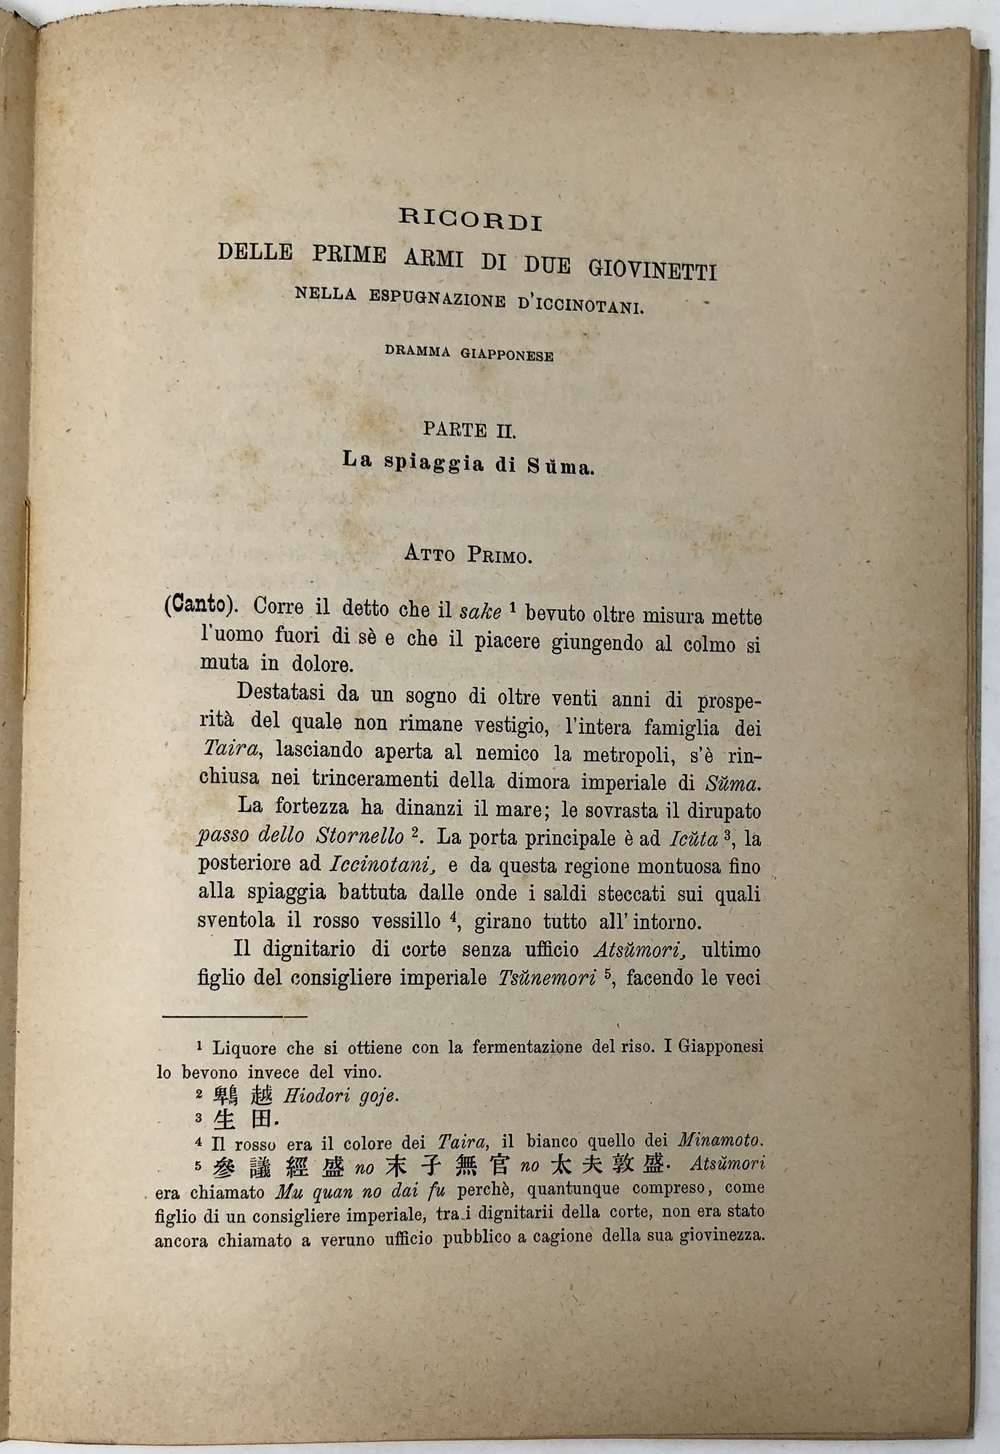 RICORDI
DELLE PRIME ARMI DI DUE GIOVINETTI
NELLA ESPUGNAZIONE D'ICCINOTANI.
DRAMMA GIAPPONESE
PARTE II.
La spiaggia di Sŭma.
ATTO PRIMO.
(Canto). Corre il detto che il sake ¹ bevuto oltre misura mette
l'uomo fuori di sè e che il piacere giungendo al colmo si
muta in dolore.
Destatasi da un sogno di oltre venti anni di prospe-
rità del quale non rimane vestigio, l'intera famiglia dei
Taira, lasciando aperta al nemico la metropoli, s'è rin-
chiusa nei trinceramenti della dimora imperiale di Sŭma.
La fortezza ha dinanzi il mare; le sovrasta il dirupato
passo dello Stornello ². La porta principale è ad Icŭta ³, la
posteriore ad Iccinotani, e da questa regione montuosa fino
alla spiaggia battuta dalle onde i saldi steccati sui quali
sventola il rosso vessillo ⁴, girano tutto all'intorno.
Il dignitario di corte senza ufficio Atsŭmori, ultimo
figlio del consigliere imperiale Tsŭnemori ⁵, facendo le veci
¹ Liquore che si ottiene con la fermentazione del riso. I Giapponesi
lo bevono invece del vino.
² 鵯 越 Hiodori goje.
³ 生 田.
⁴ Il rosso era il colore dei Taira, il bianco quello dei Minamoto.
⁵ 參 議 經 盛 no 末 子 無 官 no 太 夫 敦 盛. Atsŭmori
era chiamato Mu quan no dai fu perchè, quantunque compreso, come
figlio di un consigliere imperiale, tra i dignitarii della corte, non era stato
ancora chiamato a veruno ufficio pubblico a cagione della sua giovinezza.